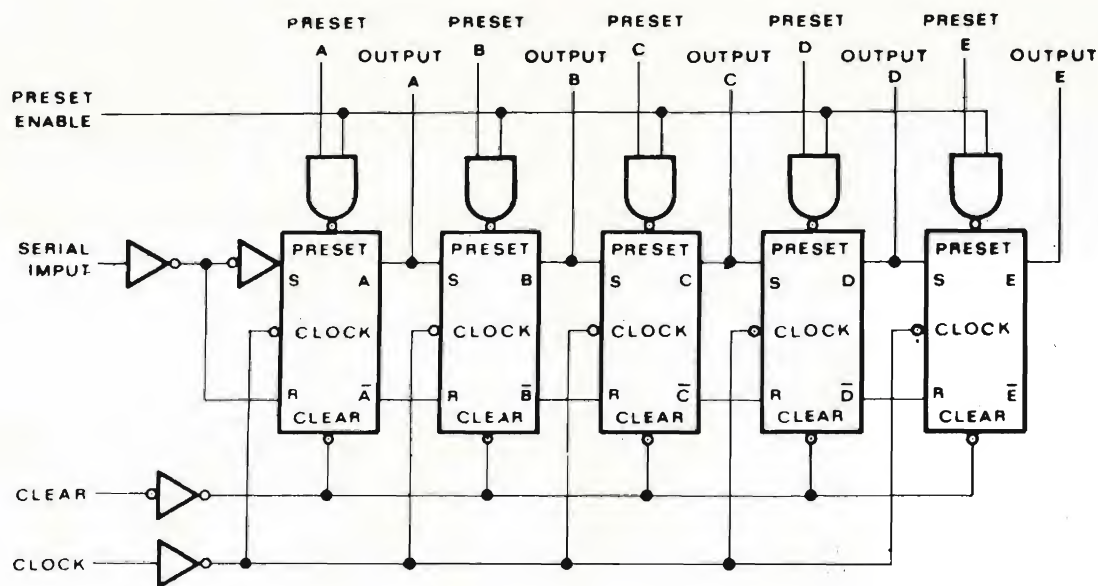 PRESET A
OUTPUT A
PRESET B
OUTPUT B
PRESET C
OUTPUT C
PRESET D
OUTPUT D
PRESET E
OUTPUT E
PRESET ENABLE
SERIAL IMPUT
PRESET
S A
CLOCK
R A̅
CLEAR
PRESET
S B
CLOCK
R B̅
CLEAR
PRESET
S C
CLOCK
R C̅
CLEAR
PRESET
S D
CLOCK
R D̅
CLEAR
PRESET
S E
CLOCK
R E̅
CLEAR
CLEAR
CLOCK